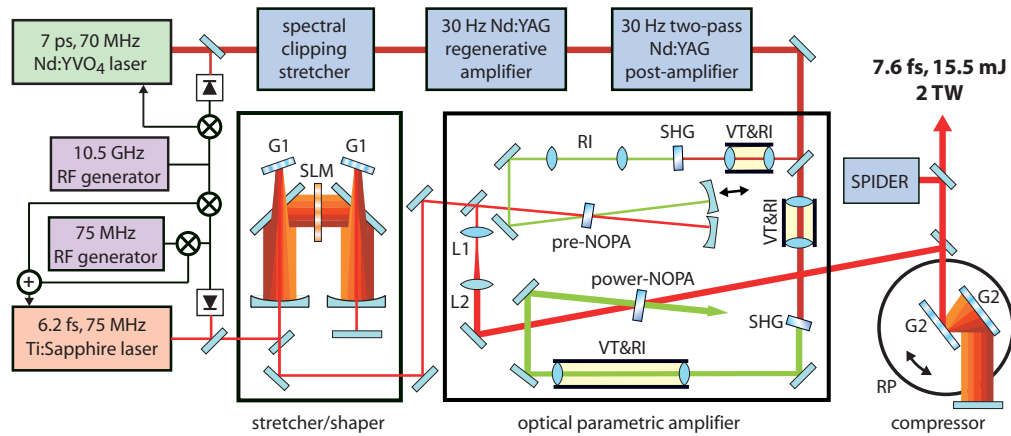 7 ps, 70 MHz
Nd:YVO4 laser
spectral
clipping
stretcher
30 Hz Nd:YAG
regenerative
amplifier
30 Hz two-pass
Nd:YAG
post-amplifier
7.6 fs, 15.5 mJ
2 TW
10.5 GHz
RF generator
75 MHz
RF generator
+
6.2 fs, 75 MHz
Ti:Sapphire laser
G1
G1
SLM
stretcher/shaper
RI
SHG
VT&RI
VT&RI
pre-NOPA
L1
L2
power-NOPA
SHG
VT&RI
optical parametric amplifier
SPIDER
G2
G2
RP
compressor